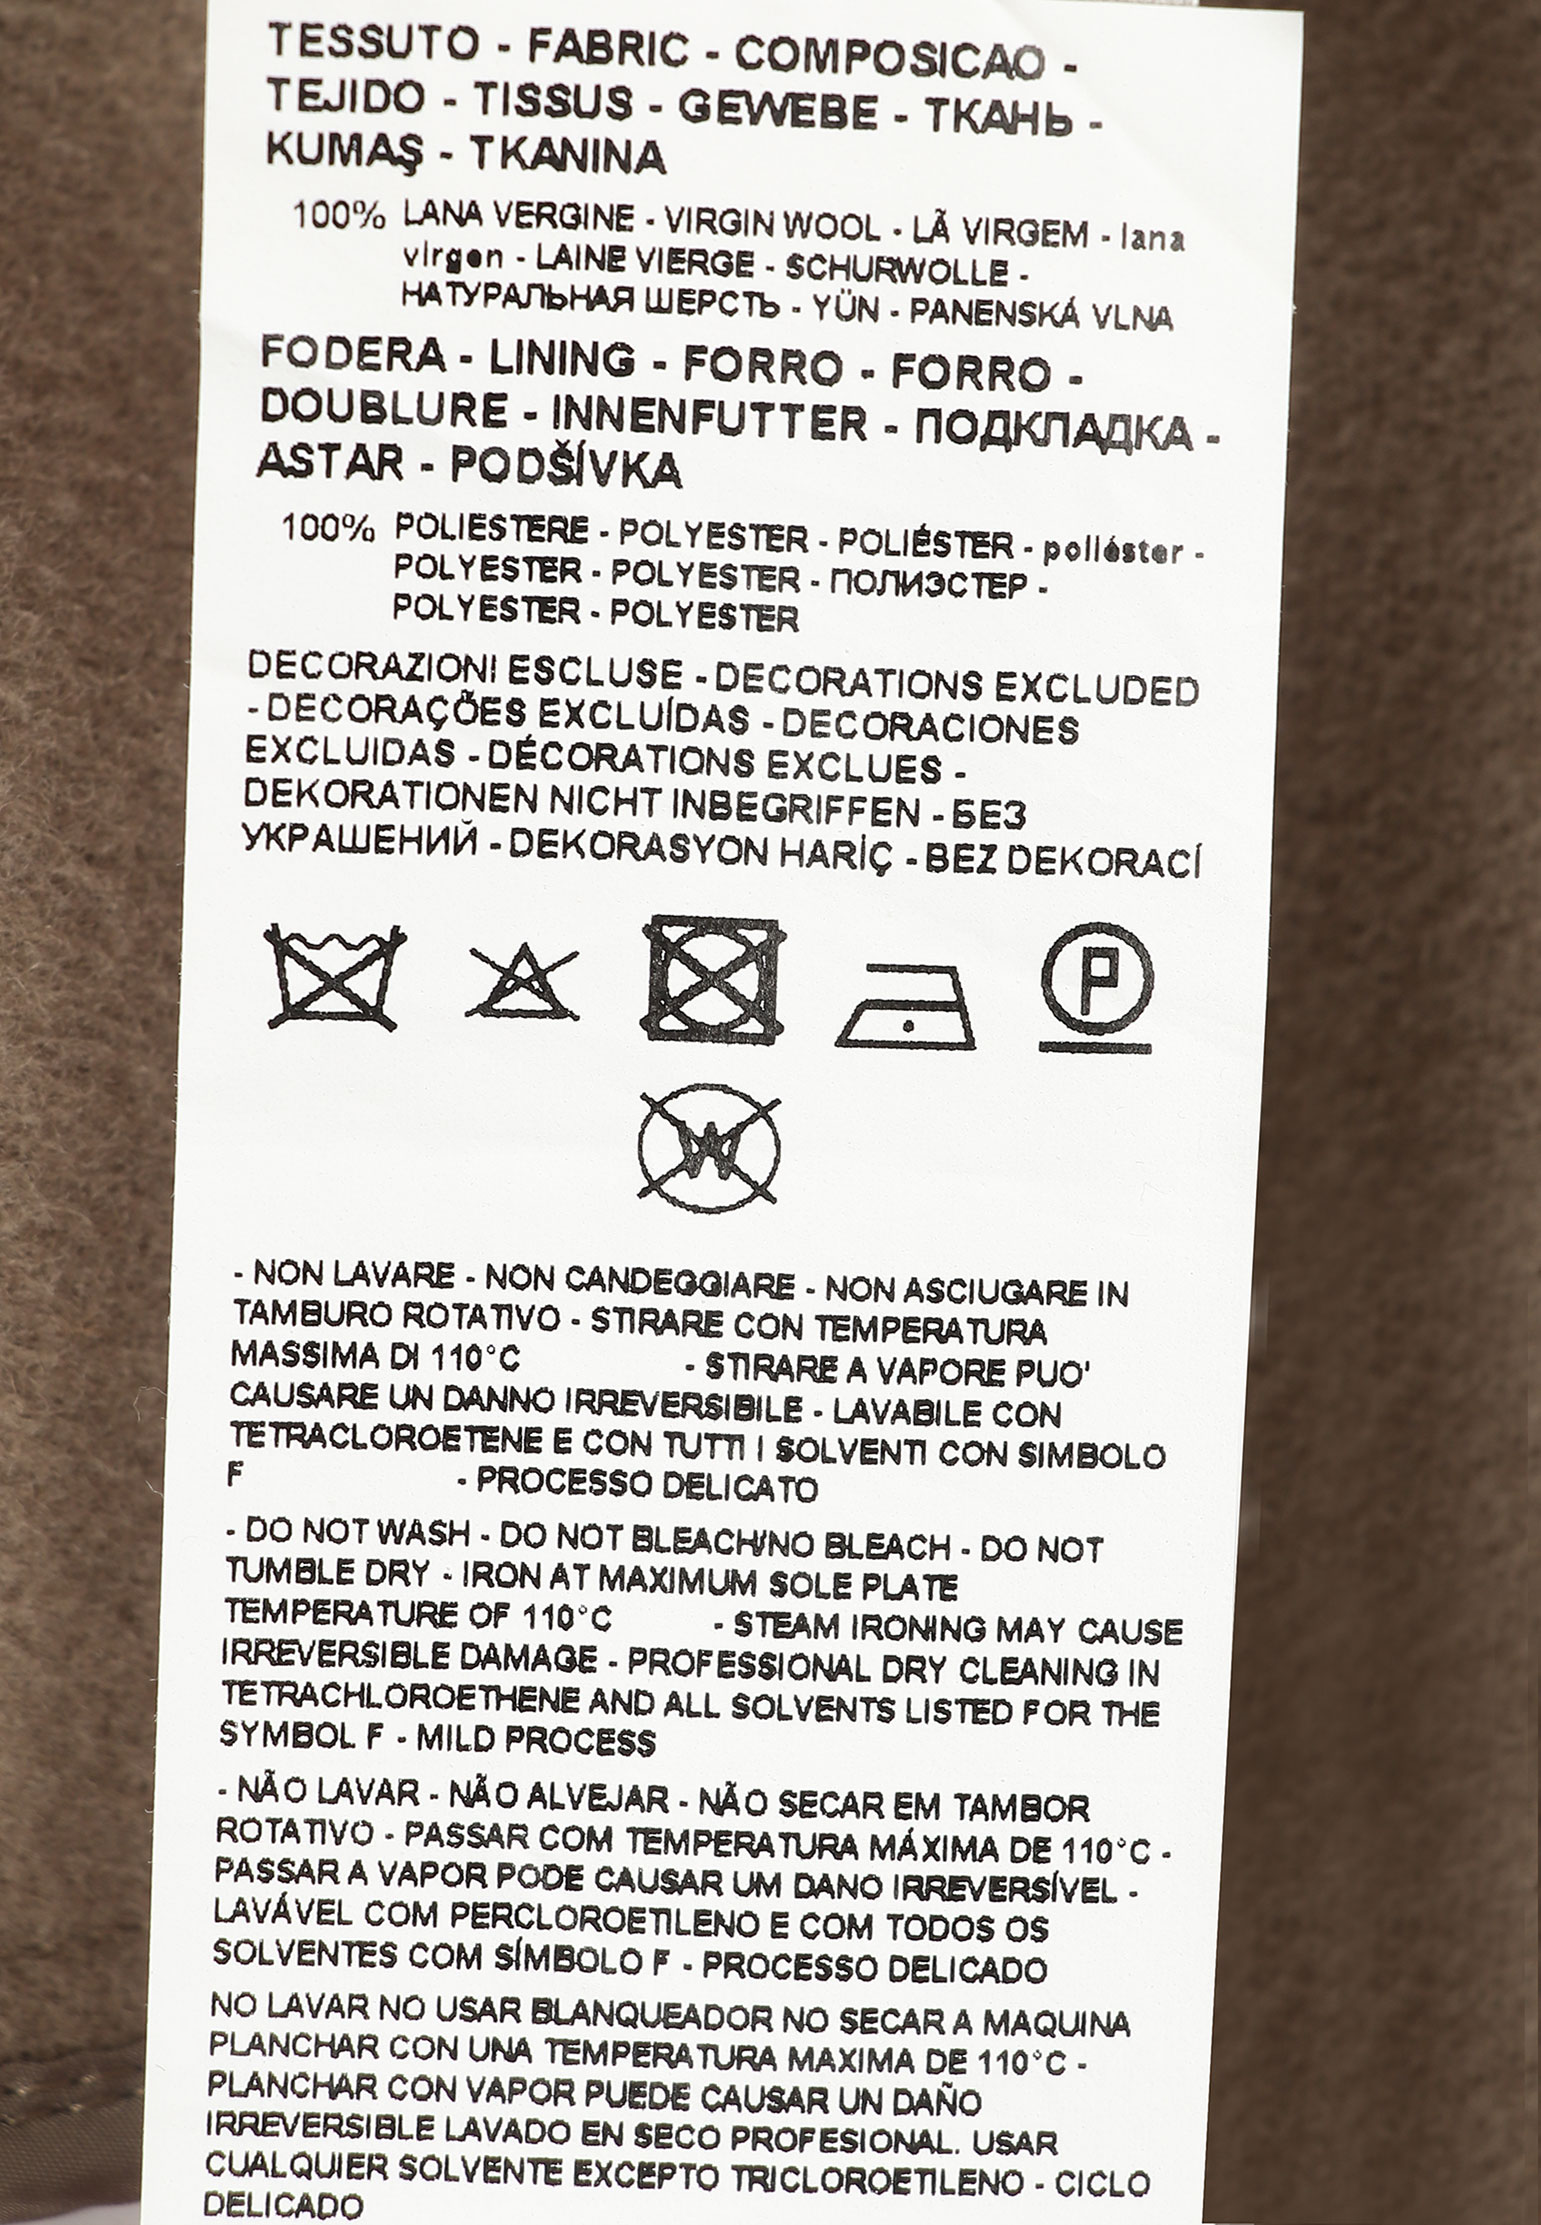 TESSUTO - FABRIC - COMPOSICAO -
TEJIDO - TISSUS - GEWEBE - ТКАНЬ -
KUMAŞ - TKANINA
100% LANA VERGINE - VIRGIN WOOL - LÃ VIRGEM - lana
virgen - LAINE VIERGE - SCHURWOLLE -
НАТУРАЛЬНАЯ ШЕРСТЬ - YÜN - PANENSKÁ VLNA
FODERA - LINING - FORRO - FORRO -
DOUBLURE - INNENFUTTER - ПОДКЛАДКА -
ASTAR - PODŠÍVKA
100% POLIESTERE - POLYESTER - POLIÉSTER - poliéster -
POLYESTER - POLYESTER - ПОЛИЭСТЕР -
POLYESTER - POLYESTER
DECORAZIONI ESCLUSE - DECORATIONS EXCLUDED
- DECORAÇÕES EXCLUÍDAS - DECORACIONES
EXCLUIDAS - DÉCORATIONS EXCLUES -
DEKORATIONEN NICHT INBEGRIFFEN - БЕЗ
УКРАШЕНИЙ - DEKORASYON HARİÇ - BEZ DEKORACÍ
P
W
- NON LAVARE - NON CANDEGGIARE - NON ASCIUGARE IN
TAMBURO ROTATIVO - STIRARE CON TEMPERATURA
MASSIMA DI 110°C - STIRARE A VAPORE PUO'
CAUSARE UN DANNO IRREVERSIBILE - LAVABILE CON
TETRACLOROETENE E CON TUTTI I SOLVENTI CON SIMBOLO
F - PROCESSO DELICATO
- DO NOT WASH - DO NOT BLEACH/NO BLEACH - DO NOT
TUMBLE DRY - IRON AT MAXIMUM SOLE PLATE
TEMPERATURE OF 110°C - STEAM IRONING MAY CAUSE
IRREVERSIBLE DAMAGE - PROFESSIONAL DRY CLEANING IN
TETRACHLOROETHENE AND ALL SOLVENTS LISTED FOR THE
SYMBOL F - MILD PROCESS
- NÃO LAVAR - NÃO ALVEJAR - NÃO SECAR EM TAMBOR
ROTATIVO - PASSAR COM TEMPERATURA MÁXIMA DE 110°C -
PASSAR A VAPOR PODE CAUSAR UM DANO IRREVERSÍVEL -
LAVÁVEL COM PERCLOROETILENO E COM TODOS OS
SOLVENTES COM SÍMBOLO F - PROCESSO DELICADO
NO LAVAR NO USAR BLANQUEADOR NO SECAR A MAQUINA
PLANCHAR CON UNA TEMPERATURA MAXIMA DE 110°C -
PLANCHAR CON VAPOR PUEDE CAUSAR UN DAÑO
IRREVERSIBLE LAVADO EN SECO PROFESIONAL. USAR
CUALQUIER SOLVENTE EXCEPTO TRICLOROETILENO - CICLO
DELICADO